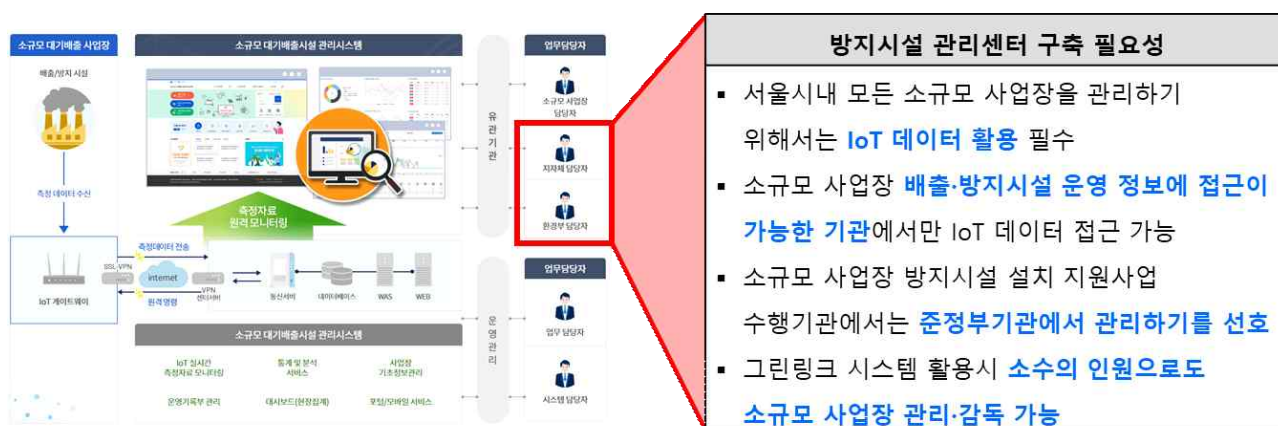 소규모 대기배출 사업장
배출/방지 시설
측정 데이터 수신
IoT 게이트웨이
소규모 대기배출시설 관리시스템
측정자료
원격 모니터링
측정데이터 전송
SSL-VPN
internet
원격 명령
VPN
센터서버
통신서버
데이터베이스
WAS
WEB
소규모 대기배출시설 관리시스템
IoT 실시간
측정자료 모니터링
통계 및 분석
서비스
사업장
기초정보관리
운영기록부 관리
대시보드(현장집계)
포털/모바일 서비스
유관기관
운영관리
업무담당자
소규모 사업장
담당자
지자체 담당자
환경부 담당자
업무담당자
업무 담당자
시스템 담당자
방지시설 관리센터 구축 필요성
▪ 서울시내 모든 소규모 사업장을 관리하기
위해서는 IoT 데이터 활용 필수
▪ 소규모 사업장 배출·방지시설 운영 정보에 접근이
가능한 기관에서만 IoT 데이터 접근 가능
▪ 소규모 사업장 방지시설 설치 지원사업
수행기관에서는 준정부기관에서 관리하기를 선호
▪ 그린링크 시스템 활용시 소수의 인원으로도
소규모 사업장 관리·감독 가능